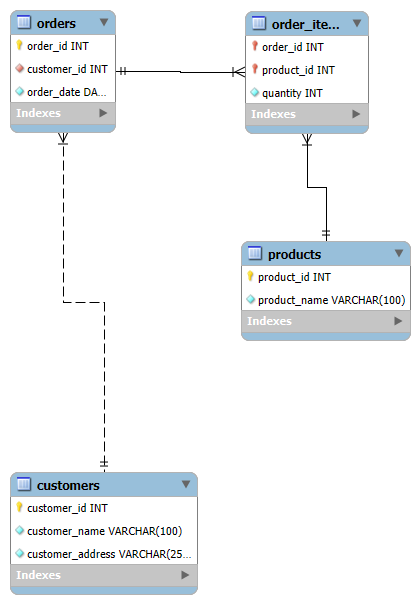 orders
order_id INT
customer_id INT
order_date DA...
Indexes
order_ite...
order_id INT
product_id INT
quantity INT
Indexes
products
product_id INT
product_name VARCHAR(100)
Indexes
customers
customer_id INT
customer_name VARCHAR(100)
customer_address VARCHAR(25...
Indexes